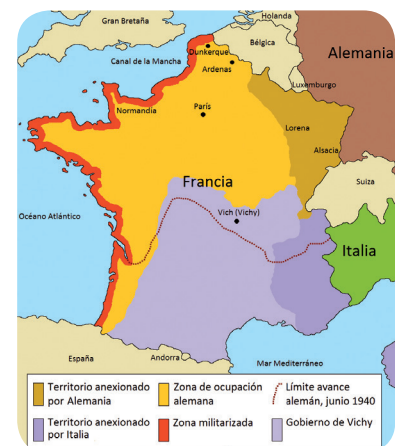 Gran Bretaña
Holanda
Dunkerque
Bélgica
Alemania
Canal de la Mancha
Ardenas
Luxemburgo
Normandía
París
Lorena
Alsacia
Francia
Suiza
Océano Atlántico
Vich (Vichy)
Italia
España
Andorra
Mar Mediterráneo
Territorio anexionado
por Alemania
Zona de ocupación
alemana
Límite avance
alemán, junio 1940
Territorio anexionado
por Italia
Zona militarizada
Gobierno de Vichy